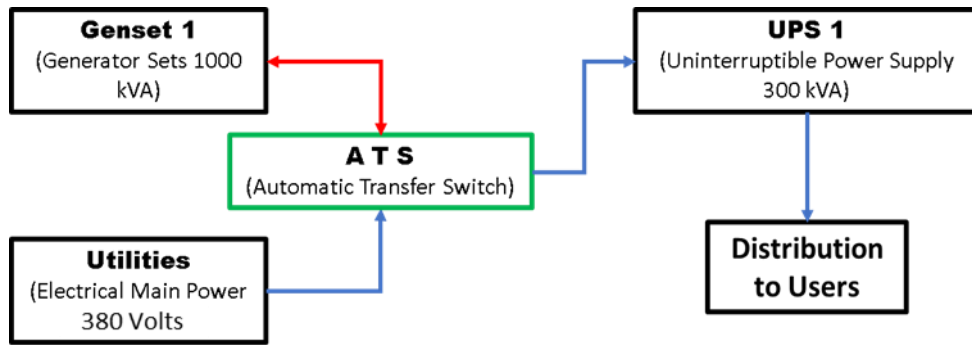 Genset 1
(Generator Sets 1000
kVA)
UPS 1
(Uninterruptible Power Supply
300 kVA)
A T S
(Automatic Transfer Switch)
Utilities
(Electrical Main Power
380 Volts
Distribution
to Users